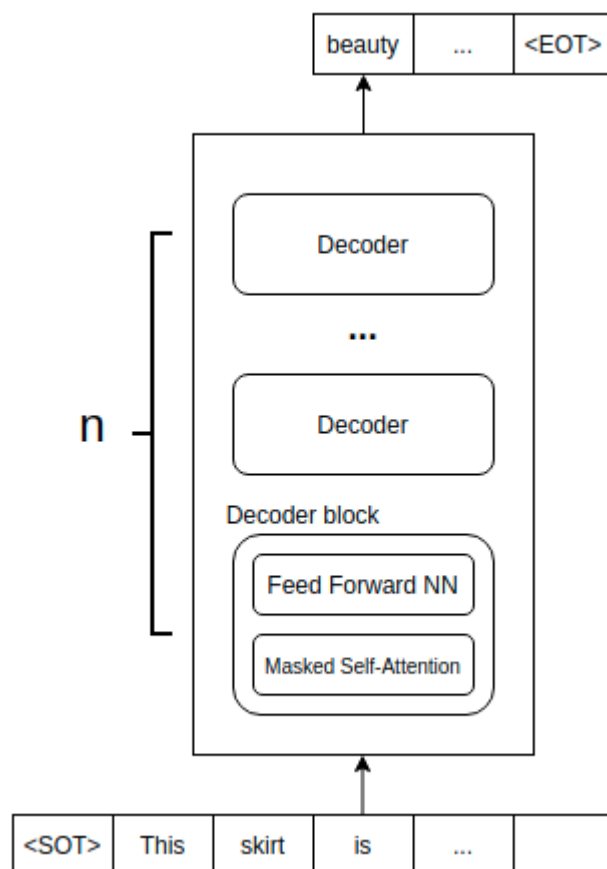 beauty ... <EOT>
Decoder
...
Decoder
n
Decoder block
Feed Forward NN
Masked Self-Attention
<SOT> This skirt is ...